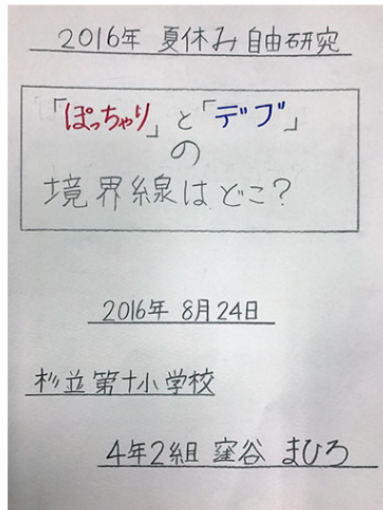 2016年 夏休み 自由研究
「ぽっちゃり」と「デブ」
の
境界線はどこ?
2016年 8月24日
杉並第十小学校
4年2組 窪谷 まひろ